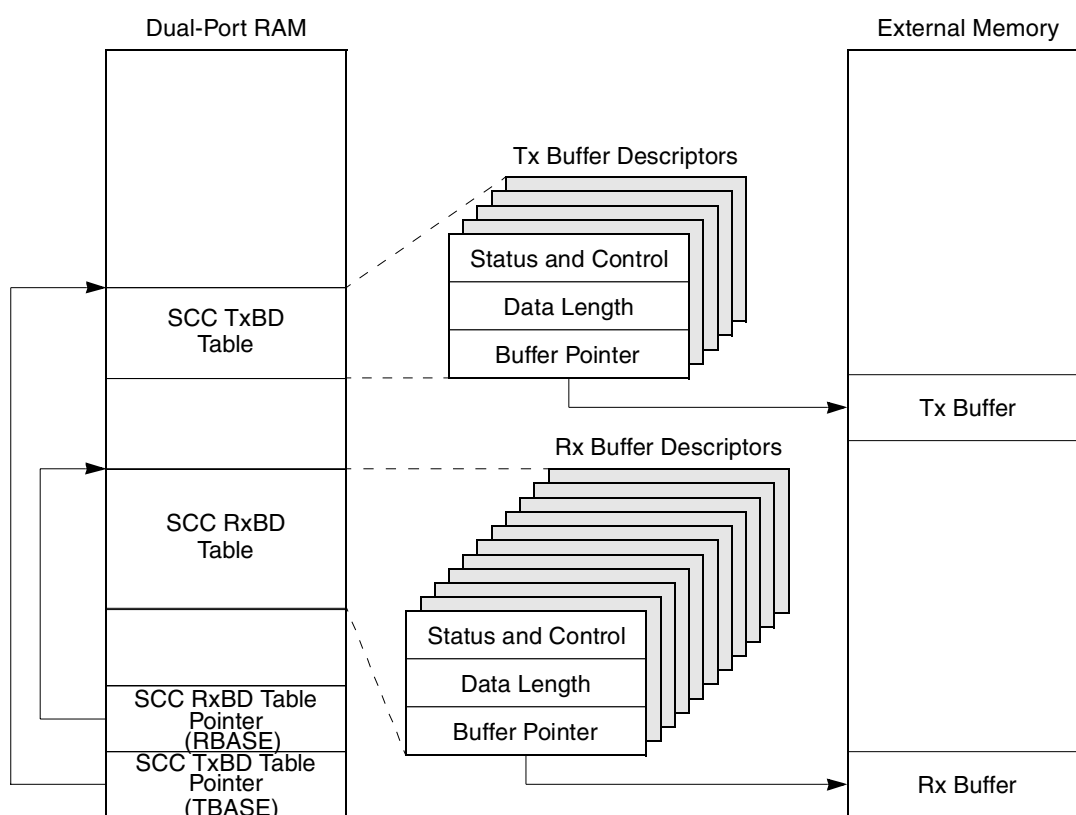 Dual-Port RAM
External Memory
Tx Buffer Descriptors
Status and Control
Data Length
Buffer Pointer
SCC TxBD
Table
Tx Buffer
Rx Buffer Descriptors
SCC RxBD
Table
Status and Control
Data Length
Buffer Pointer
SCC RxBD Table
Pointer
(RBASE)
SCC TxBD Table
Pointer
(TBASE)
Rx Buffer